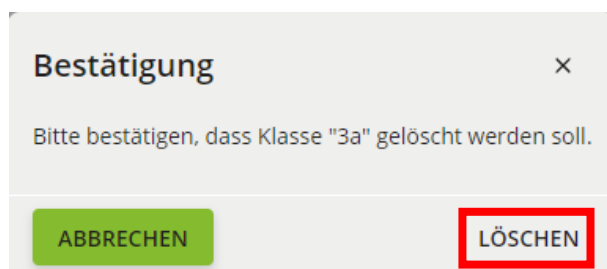 Bestätigung ×
Bitte bestätigen, dass Klasse "3a" gelöscht werden soll.
ABBRECHEN LÖSCHEN